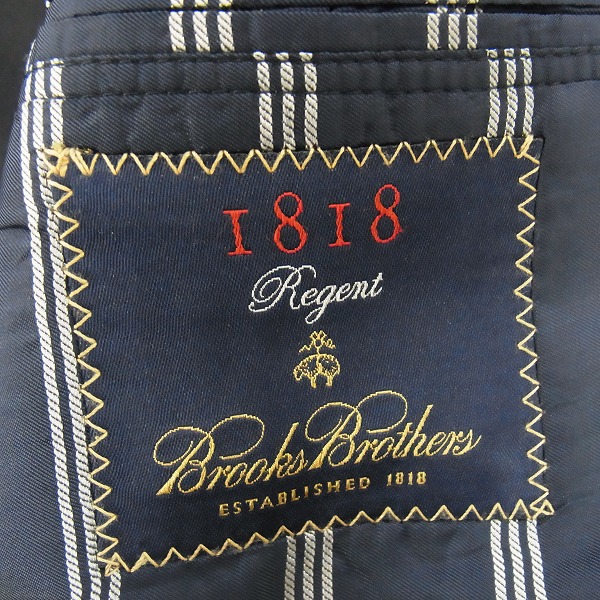 1818
Regent
Brooks Brothers
ESTABLISHED 1818